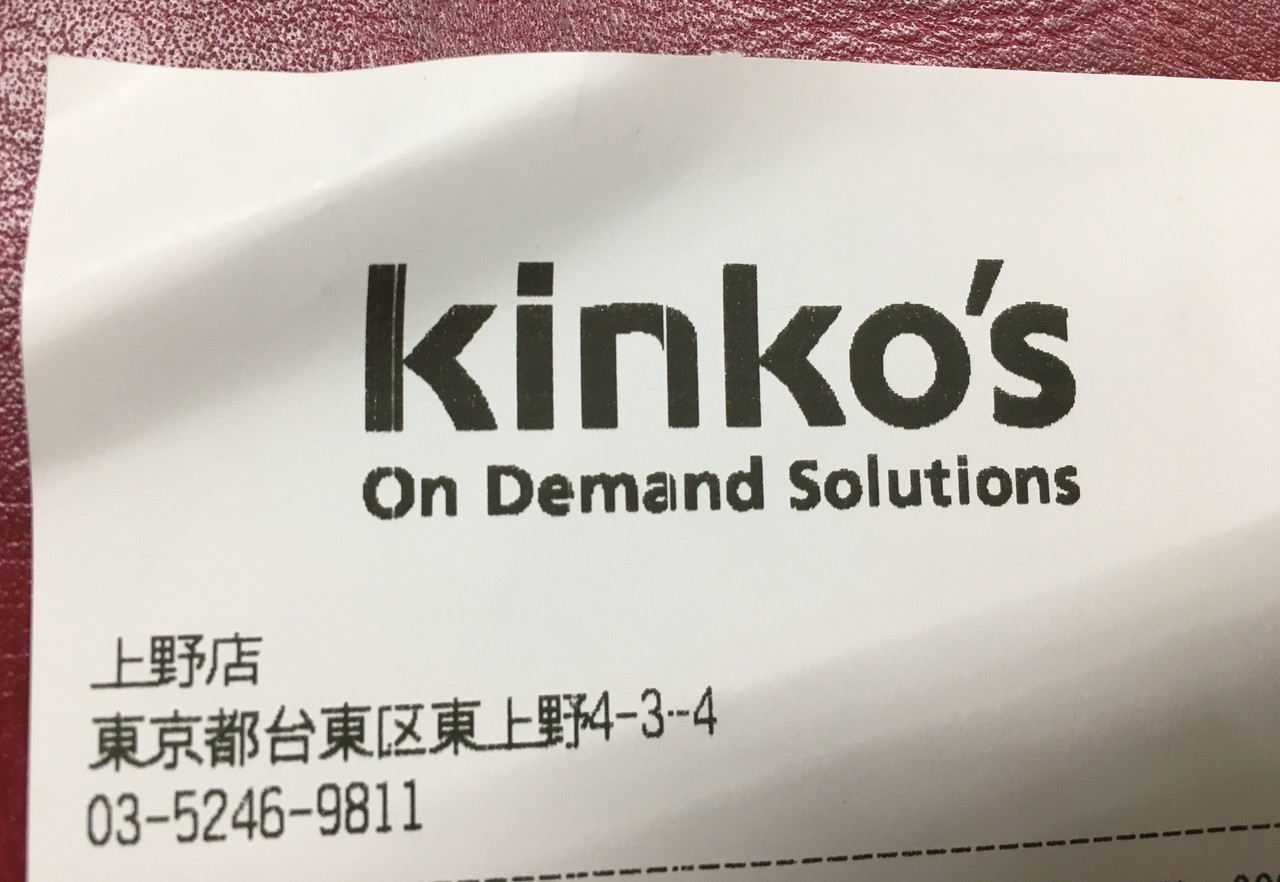 kinko's
On Demand Solutions
上野店
東京都台東区東上野4-3-4
03-5246-9811